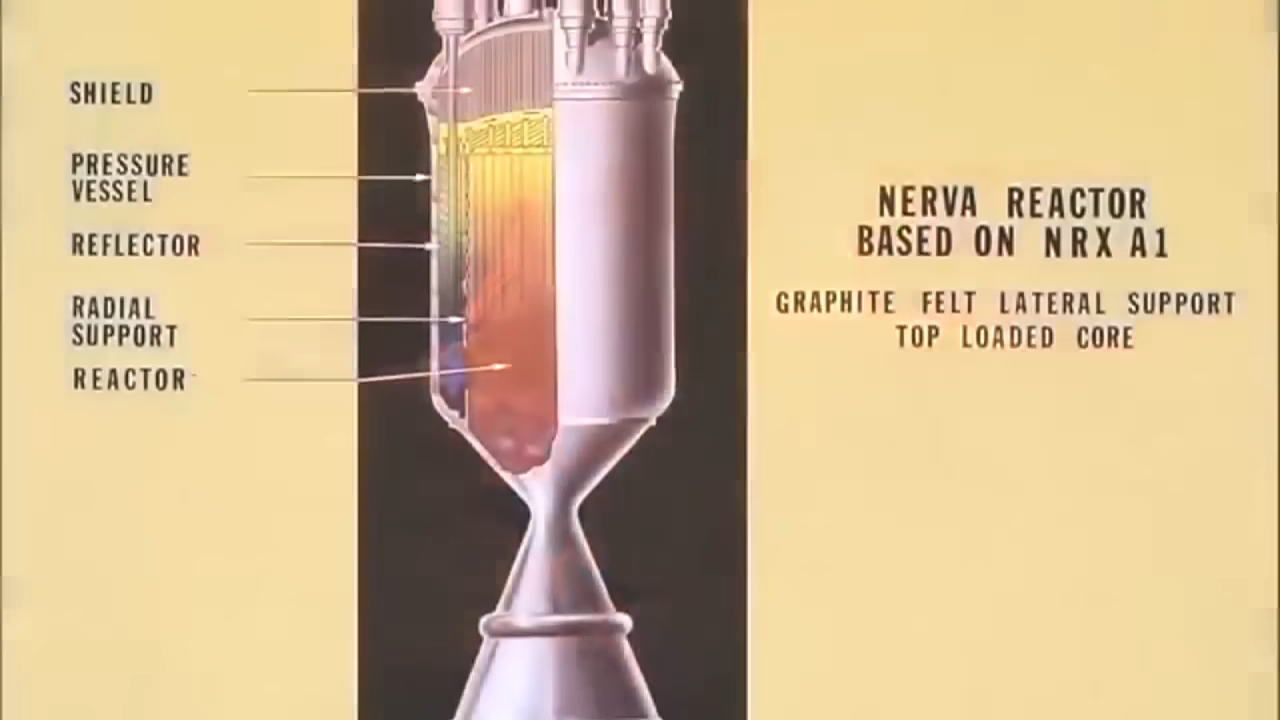 SHIELD
PRESSURE
VESSEL
REFLECTOR
RADIAL
SUPPORT
REACTOR
NERVA REACTOR
BASED ON NRX A1
GRAPHITE FELT LATERAL SUPPORT
TOP LOADED CORE